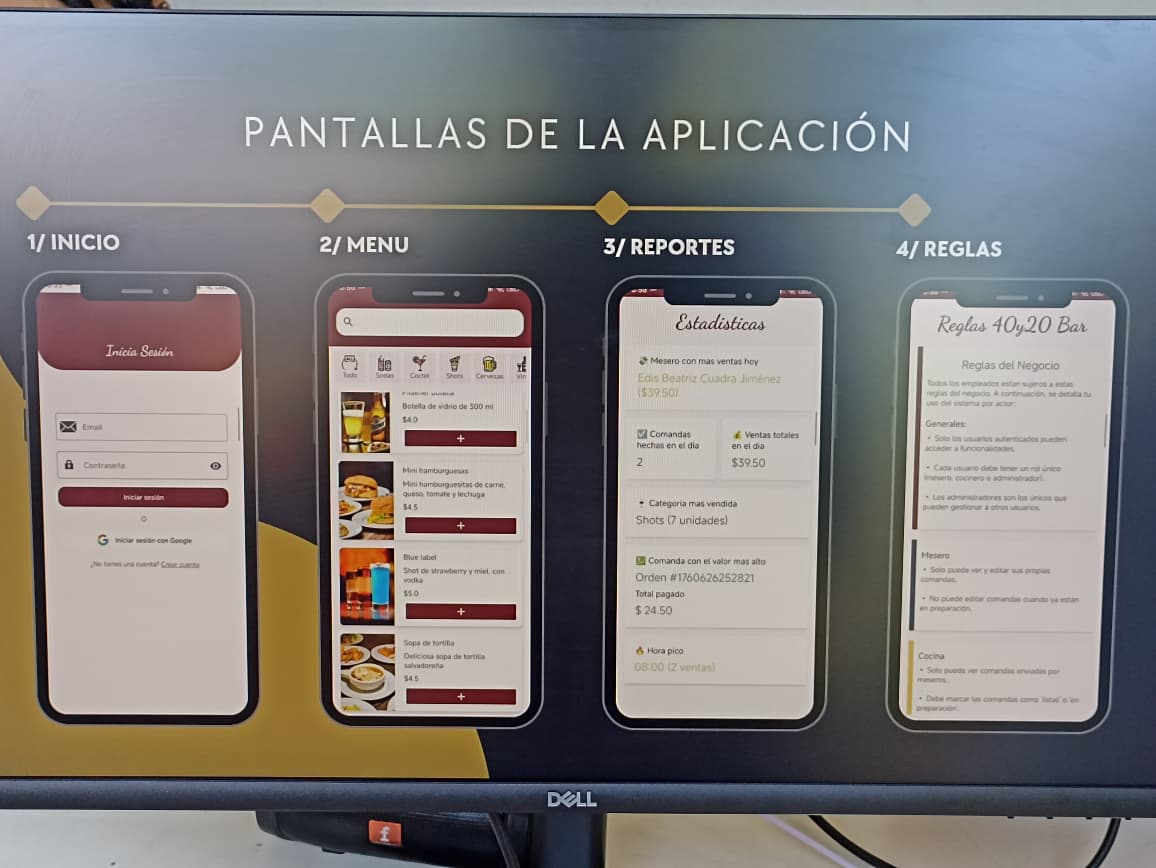 PANTALLAS DE LA APLICACIÓN
1/ INICIO
Inicia Sesión
Email
Contraseña
Iniciar sesión
O
Iniciar sesión con Google
¿No tienes una cuenta? Crear cuenta
2/ MENU
Todo
Sodas
Coctel
Shots
Cervezas
Vin
Botella de vidrio de 300 ml
$4.0
+
Mini hamburguesas
Mini hamburguesitas de carne,
queso, tomate y lechuga
$4.5
+
Blue label
Shot de strawberry y miel, con
vodka
$5.0
+
Sopa de tortilla
Deliciosa sopa de tortilla
salvadoreña
$4.5
+
3/ REPORTES
Estadisticas
Mesero con mas ventas hoy
Edis Beatriz Cuadra Jiménez
($39.50)
Comandas
hechas en el dia
2
Ventas totales
en el dia
$39.50
Categoria mas vendida
Shots (7 unidades)
Comanda con el valor mas alto
Orden #1760626252821
Total pagado
$ 24.50
Hora pico
08:00 (2 ventas)
4/ REGLAS
Reglas 40y20 Bar
Reglas del Negocio
Todos los empleados estan sujeros a estas
reglas del negocio. A continuación, se detalla tu
uso del sistema por actor:
Generales:
• Solo los usuarios autenticados pueden
acceder a funcionalidades.
• Cada usuario debe tener un rol único
(mesero, cocinero o administrador).
• Los administradores son los únicos que
pueden gestionar a otros usuarios.
Mesero
• Solo puede ver y editar sus propias
comandas.
• No puede editar comandas cuando ya están
en preparación.
Cocina
• Solo puede ver comandas enviadas por
meseros.
• Debe marcar las comandas como 'listas' o 'en
preparación'.
DELL